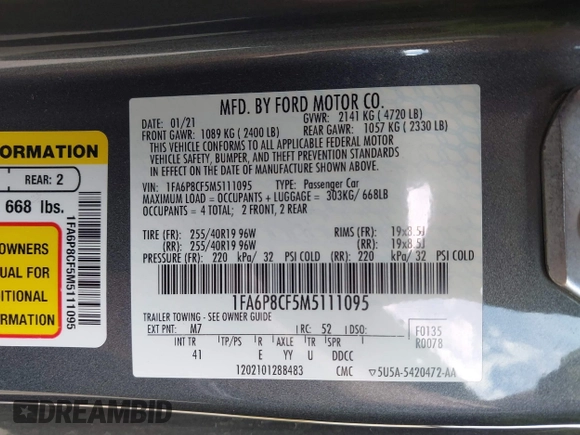 MFD. BY FORD MOTOR CO.
DATE: 01/21 GVWR: 2141 KG ( 4720 LB)
FRONT GAWR: 1089 KG ( 2400 LB) REAR GAWR: 1057 KG ( 2330 LB)
THIS VEHICLE CONFORMS TO ALL APPLICABLE FEDERAL MOTOR
VEHICLE SAFETY, BUMPER, AND THEFT PREVENTION STANDARDS
IN EFFECT ON THE DATE OF MANUFACTURE SHOWN ABOVE.
VIN: 1FA6P8CF5M5111095 TYPE: Passenger Car
MAXIMUM LOAD = OCCUPANTS + LUGGAGE = 303KG/ 668LB
OCCUPANTS = 4 TOTAL; 2 FRONT, 2 REAR
TIRE (FR): 255/40R19 96W RIMS (FR): 19x8.5J
(RR): 255/40R19 96W (RR): 19x8.5J
PRESSURE (FR): 220 kPa/ 32 PSI COLD (RR): 220 kPa/ 32 PSI COLD
1FA6P8CF5M5111095
TRAILER TOWING - SEE OWNER GUIDE
EXT PNT: M7 RC: 52 DSO: F0135
R0078
INT TR TP/PS R AXLE TR SPR
41 E YY U DDCC
1202101288483 CMC ▽5U5A-5420472-AA
ORMATION
REAR: 2
668 lbs.
OWNERS
UAL FOR
DITIONAL
ORMATION
1FA6P8CF5M5111095
DREAMBID